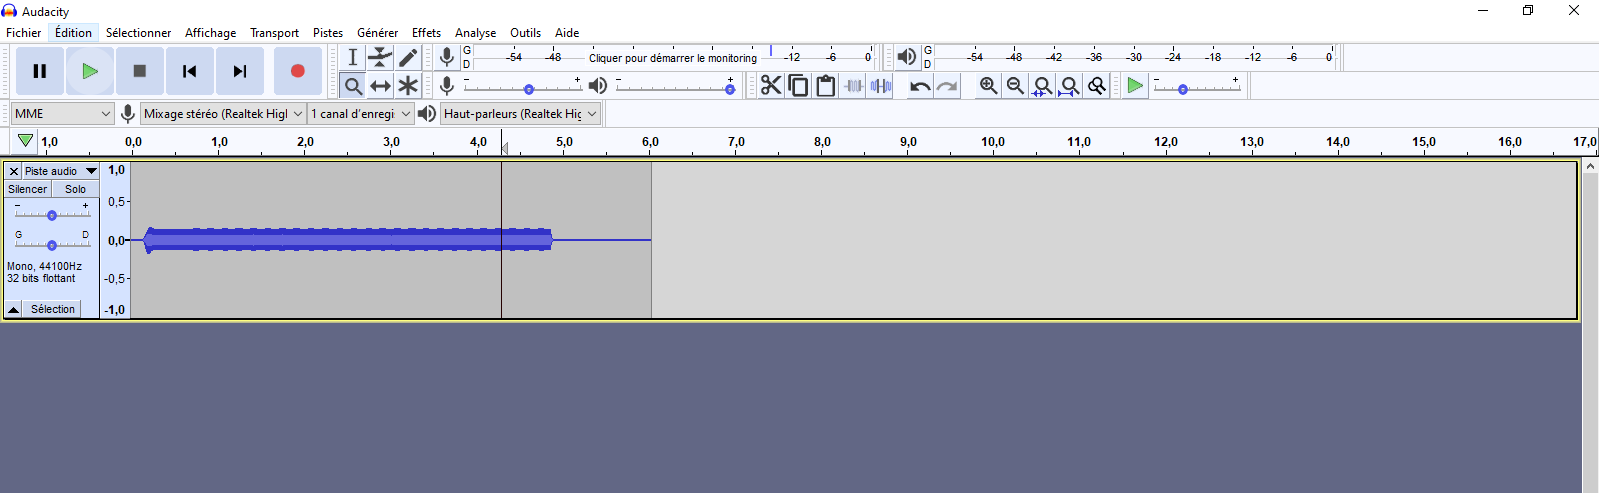 Audacity
Fichier Édition Sélectionner Affichage Transport Pistes Générer Effets Analyse Outils Aide
G D -54 -48 Cliquer pour démarrer le monitoring -12 -6 0
G D -54 -48 -42 -36 -30 -24 -18 -12 -6 0
MME Mixage stéréo (Realtek Higl 1 canal d'enregi Haut-parleurs (Realtek Hig
1,0 0,0 1,0 2,0 3,0 4,0 5,0 6,0 7,0 8,0 9,0 10,0 11,0 12,0 13,0 14,0 15,0 16,0 17,0
X Piste audio 1,0
Silencer Solo
- + 0,5
G D 0,0
Mono, 44100Hz
32 bits flottant -0,5
Sélection -1,0